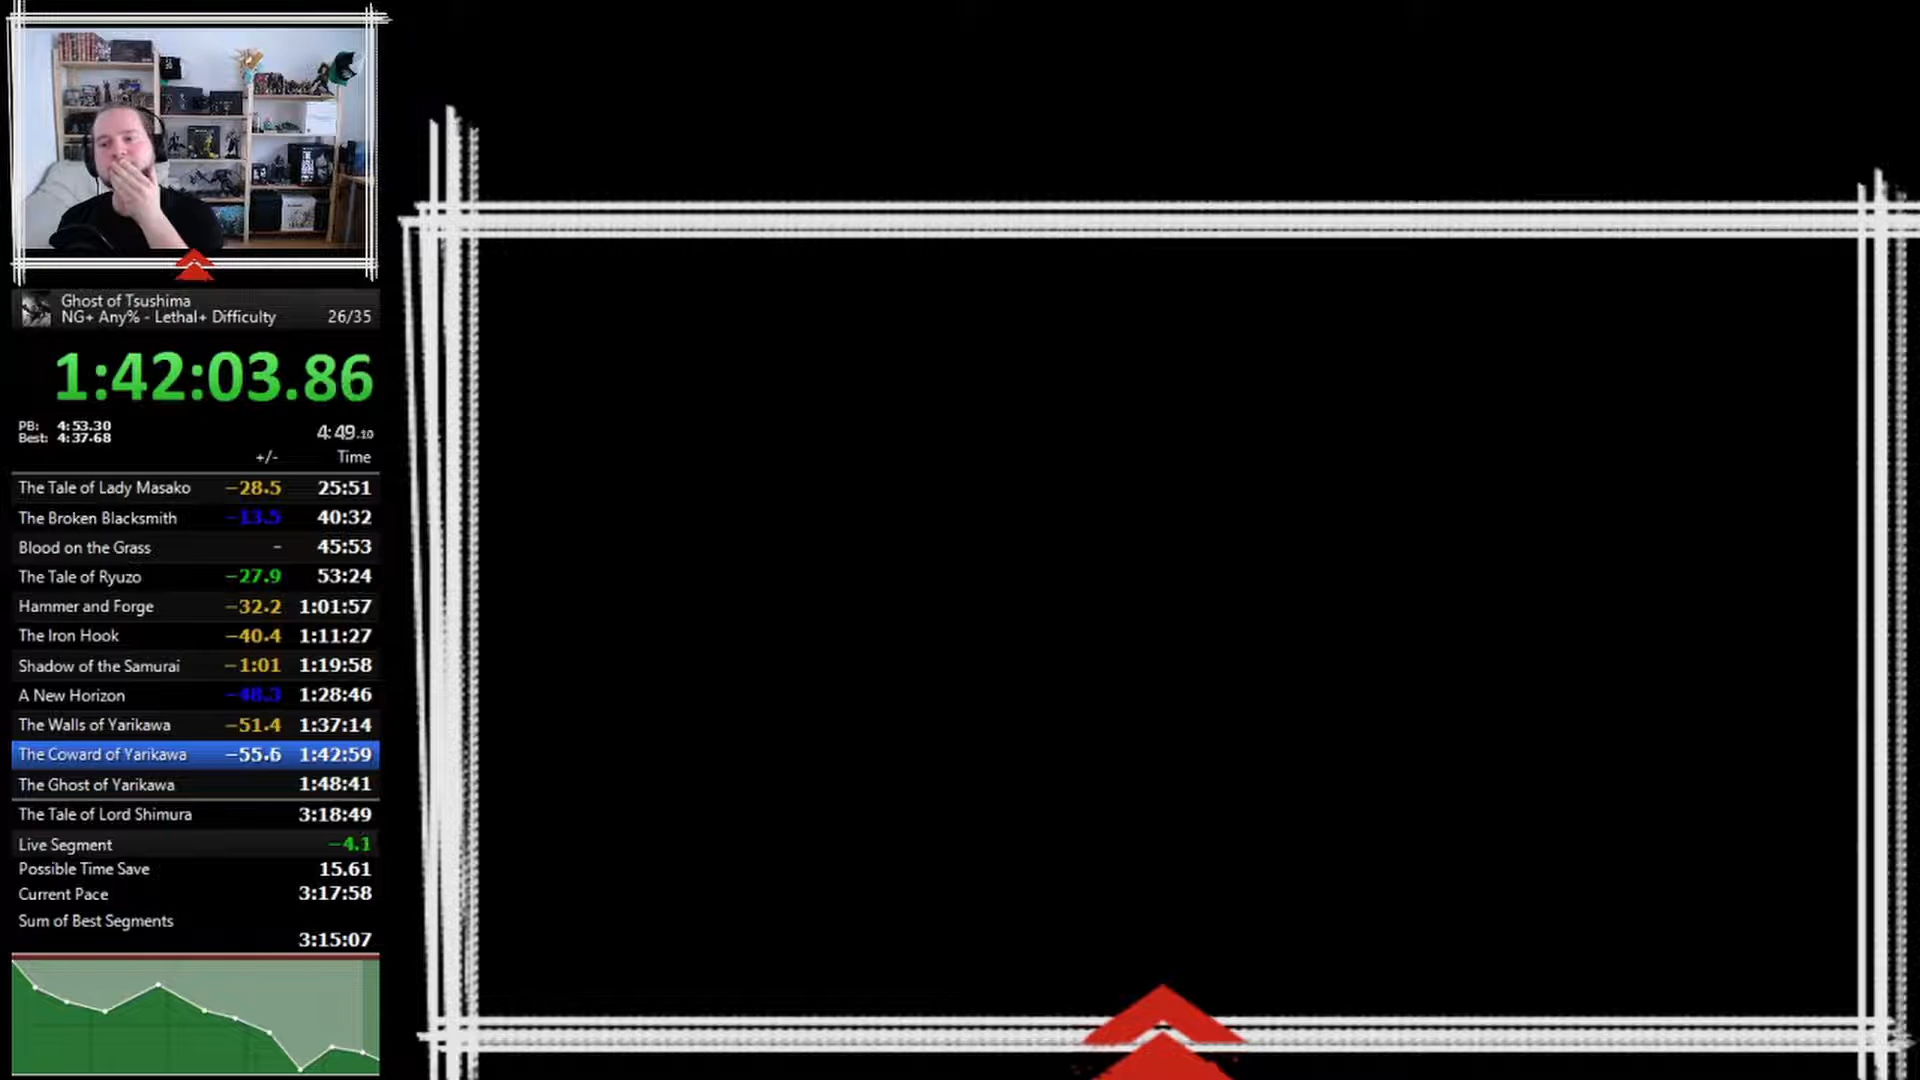 Ghost of Tsushima
NG+ Any% - Lethal+ Difficulty 26/35
1:42:03.86
PB: 4:53.30
Best: 4:37.68
4:49.10
+/- Time
The Tale of Lady Masako -28.5 25:51
The Broken Blacksmith -13.5 40:32
Blood on the Grass - 45:53
The Tale of Ryuzo -27.9 53:24
Hammer and Forge -32.2 1:01:57
The Iron Hook -40.4 1:11:27
Shadow of the Samurai -1:01 1:19:58
A New Horizon -48.3 1:28:46
The Walls of Yarikawa -51.4 1:37:14
The Coward of Yarikawa -55.6 1:42:59
The Ghost of Yarikawa 1:48:41
The Tale of Lord Shimura 3:18:49
Live Segment -4.1
Possible Time Save 15.61
Current Pace 3:17:58
Sum of Best Segments
3:15:07